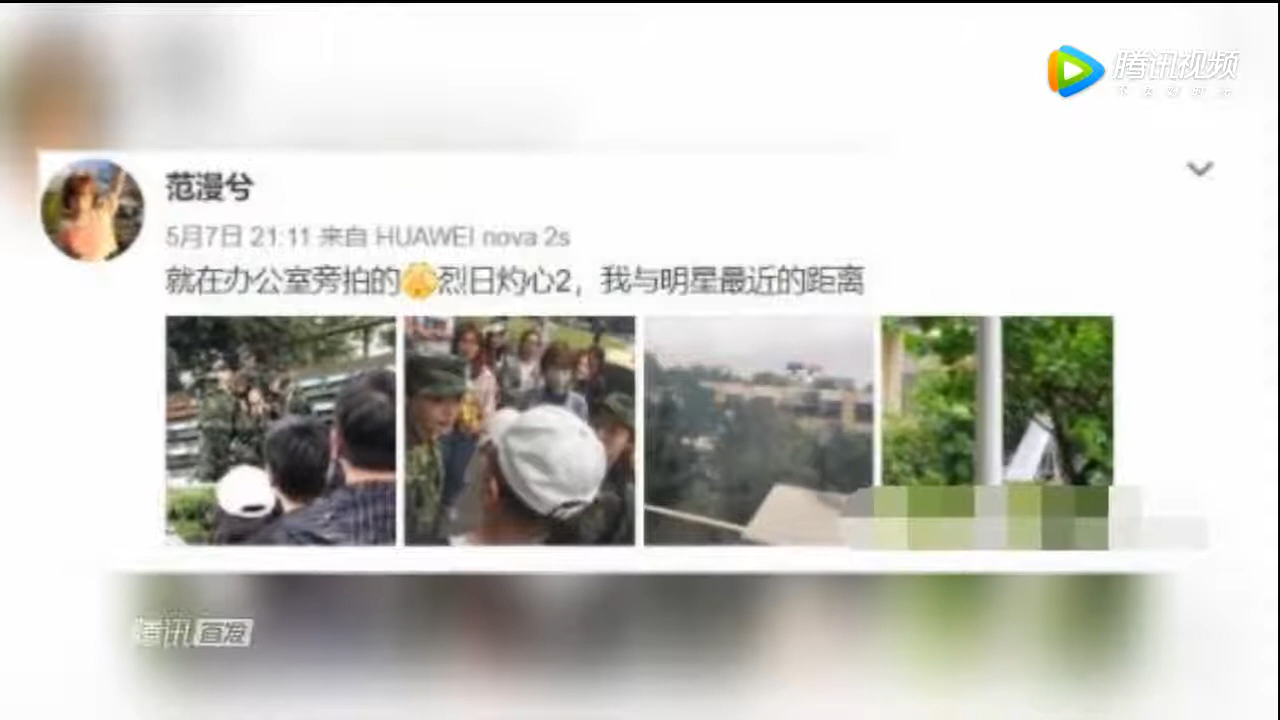 腾讯视频
范漫兮
5月7日 21:11 来自 HUAWEI nova 2s
就在办公室旁拍的烈日灼心2，我与明星最近的距离
腾讯 首发